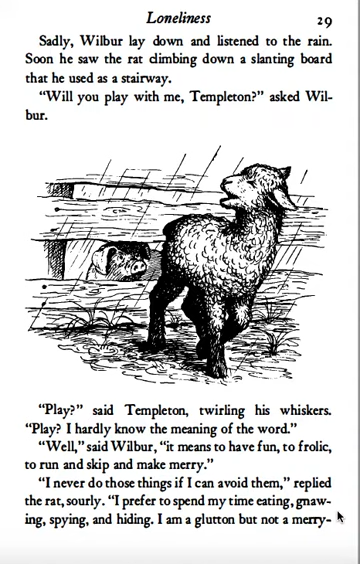 Loneliness 29
Sadly, Wilbur lay down and listened to the rain.
Soon he saw the rat climbing down a slanting board
that he used as a stairway.
“Will you play with me, Templeton?” asked Wil-
bur.
“Play?” said Templeton, twirling his whiskers.
“Play? I hardly know the meaning of the word.”
“Well,” said Wilbur, “it means to have fun, to frolic,
to run and skip and make merry.”
“I never do those things if I can avoid them,” replied
the rat, sourly. “I prefer to spend my time eating, gnaw-
ing, spying, and hiding. I am a glutton but not a merry-